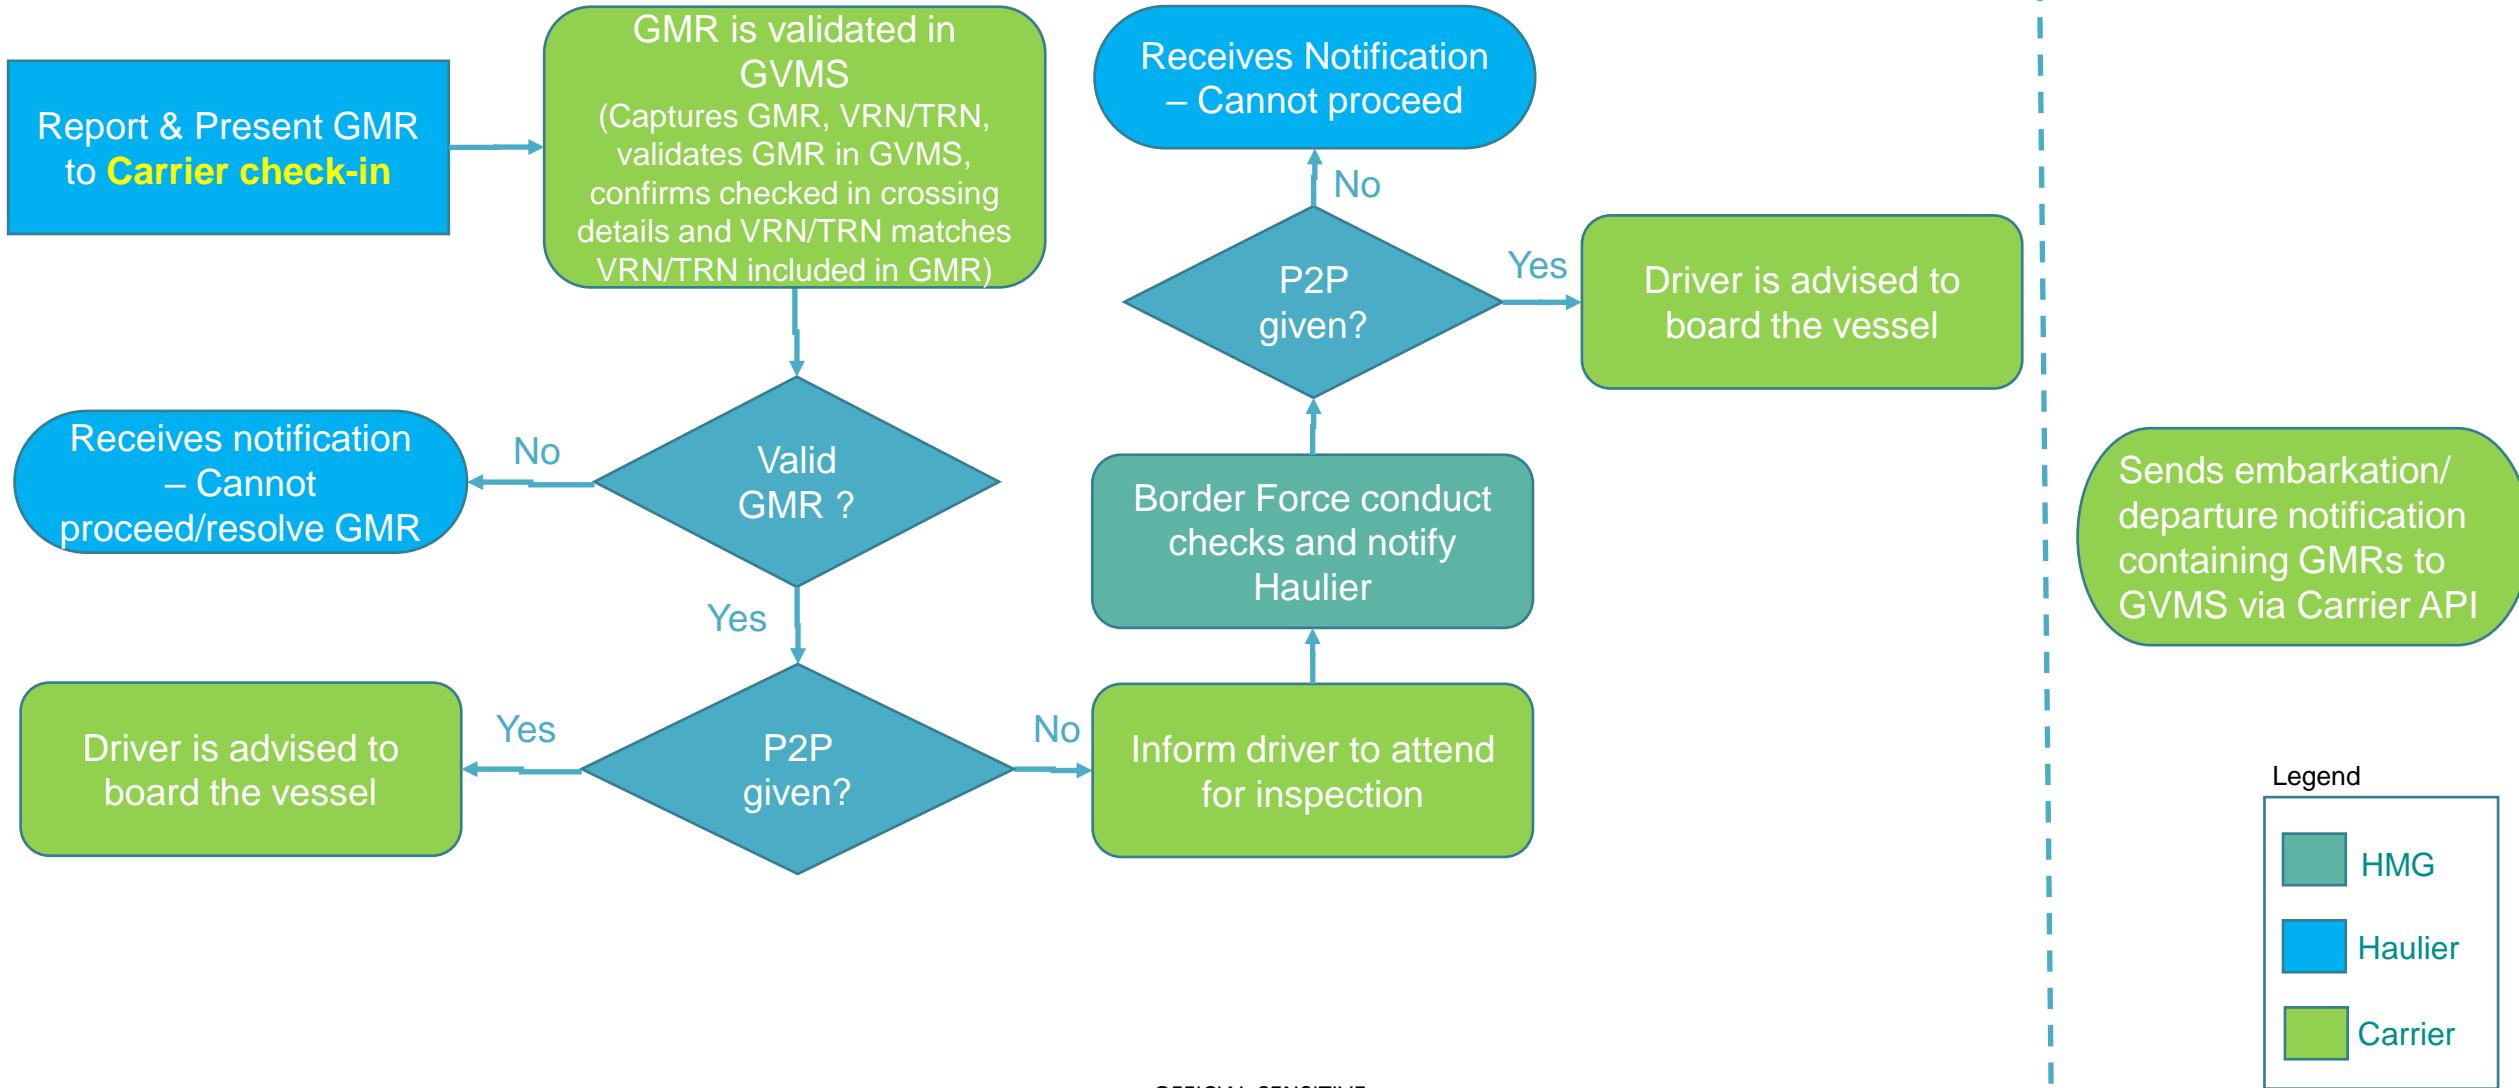 Report & Present GMR
to Carrier check-in
GMR is validated in
GVMS
(Captures GMR, VRN/TRN,
validates GMR in GVMS,
confirms checked in crossing
details and VRN/TRN matches
VRN/TRN included in GMR)
Valid
GMR ?
No
Receives notification
– Cannot
proceed/resolve GMR
Yes
P2P
given?
Yes
Driver is advised to
board the vessel
No
Inform driver to attend
for inspection
Border Force conduct
checks and notify
Haulier
P2P
given?
No
Receives Notification
– Cannot proceed
Yes
Driver is advised to
board the vessel
Sends embarkation/
departure notification
containing GMRs to
GVMS via Carrier API
Legend
HMG
Haulier
Carrier
OFFICIAL SENSITIVE